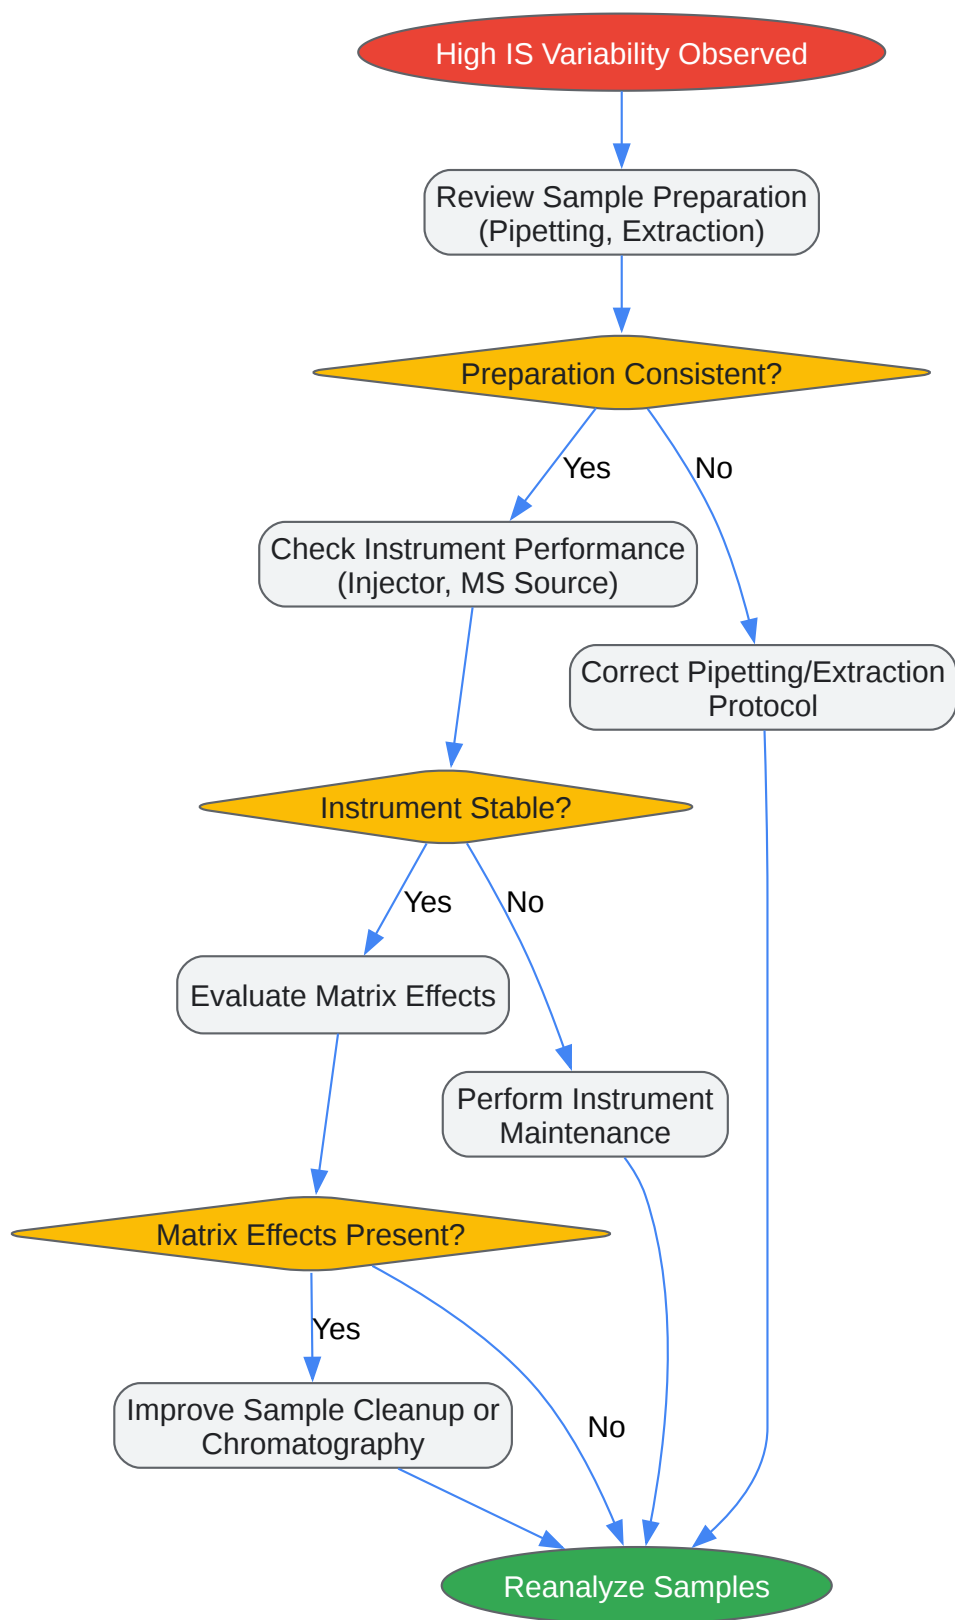 High IS Variability Observed
Review Sample Preparation
(Pipetting, Extraction)
Preparation Consistent?
Yes
No
Check Instrument Performance
(Injector, MS Source)
Correct Pipetting/Extraction
Protocol
Instrument Stable?
Yes
No
Evaluate Matrix Effects
Perform Instrument
Maintenance
Matrix Effects Present?
Yes
Improve Sample Cleanup or
Chromatography
No
Reanalyze Samples